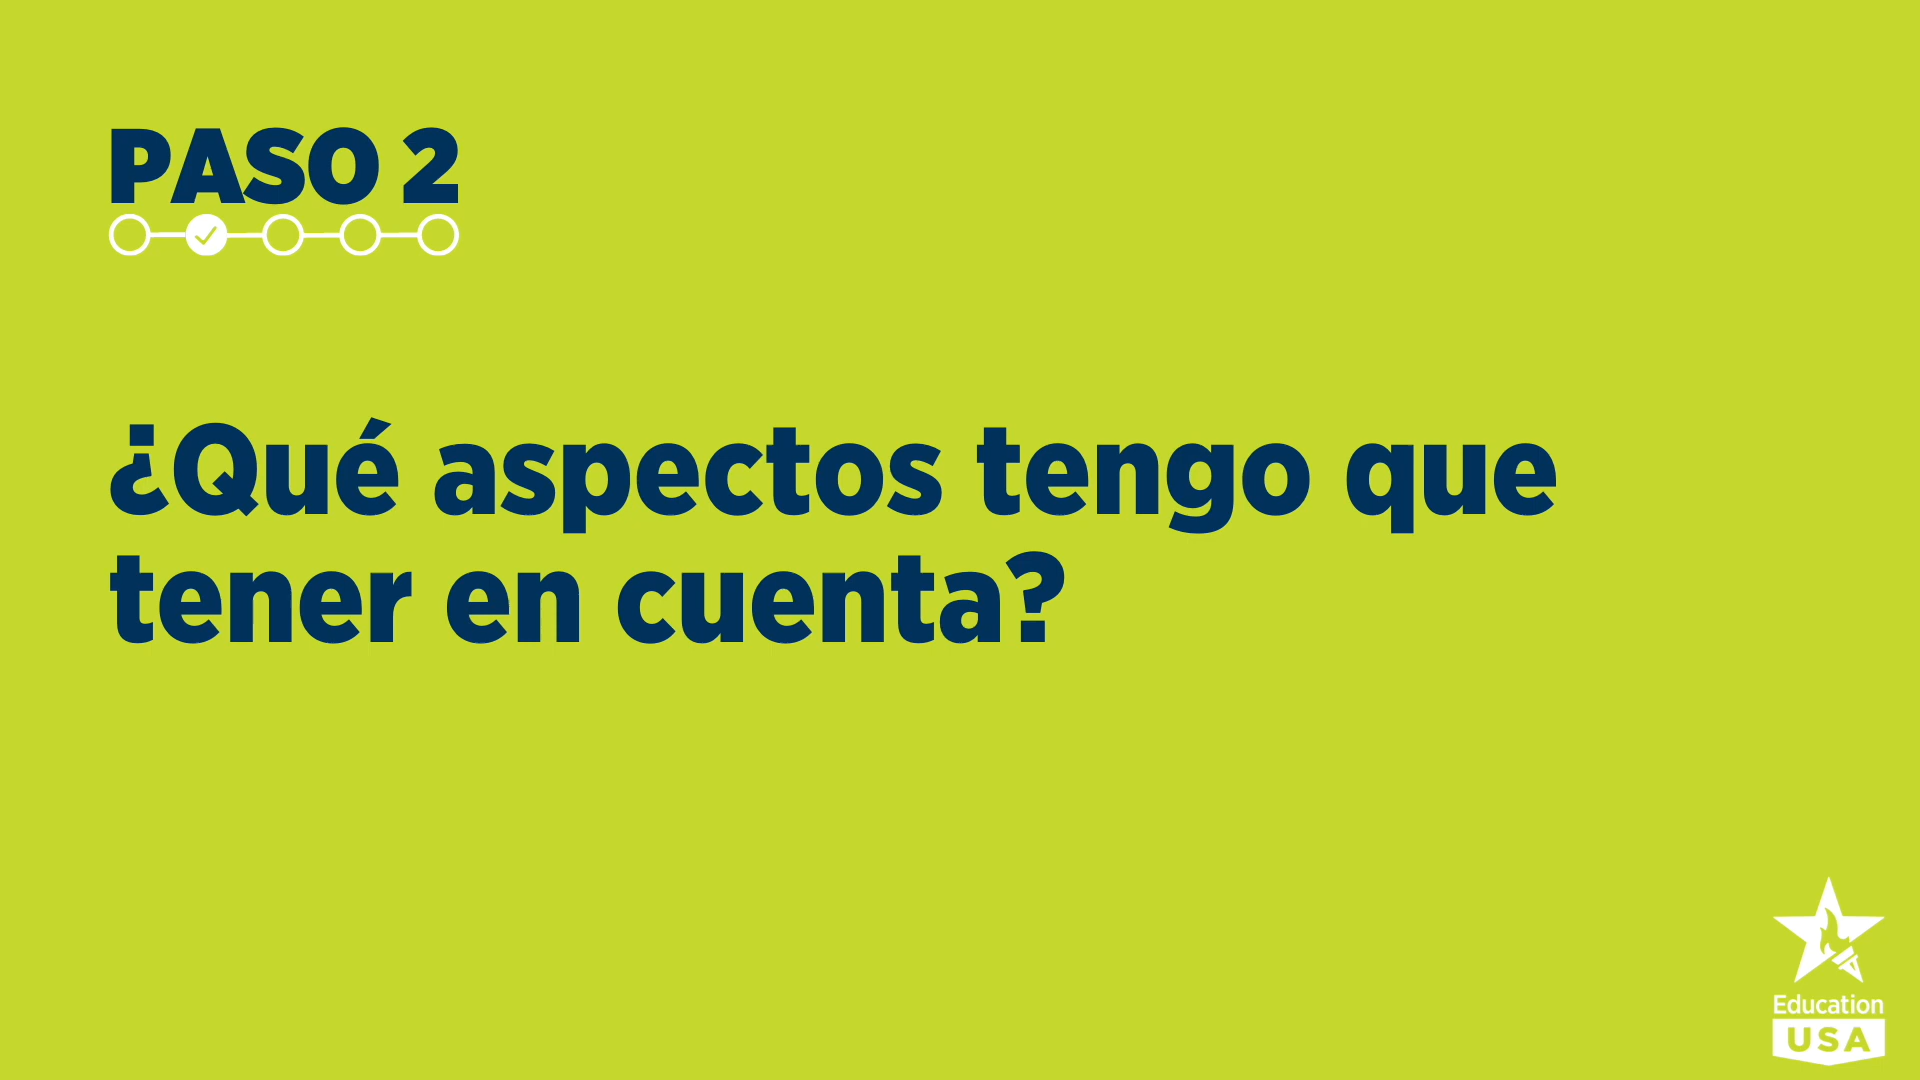 PASO 2
¿Qué aspectos tengo que
tener en cuenta?
Education
USA